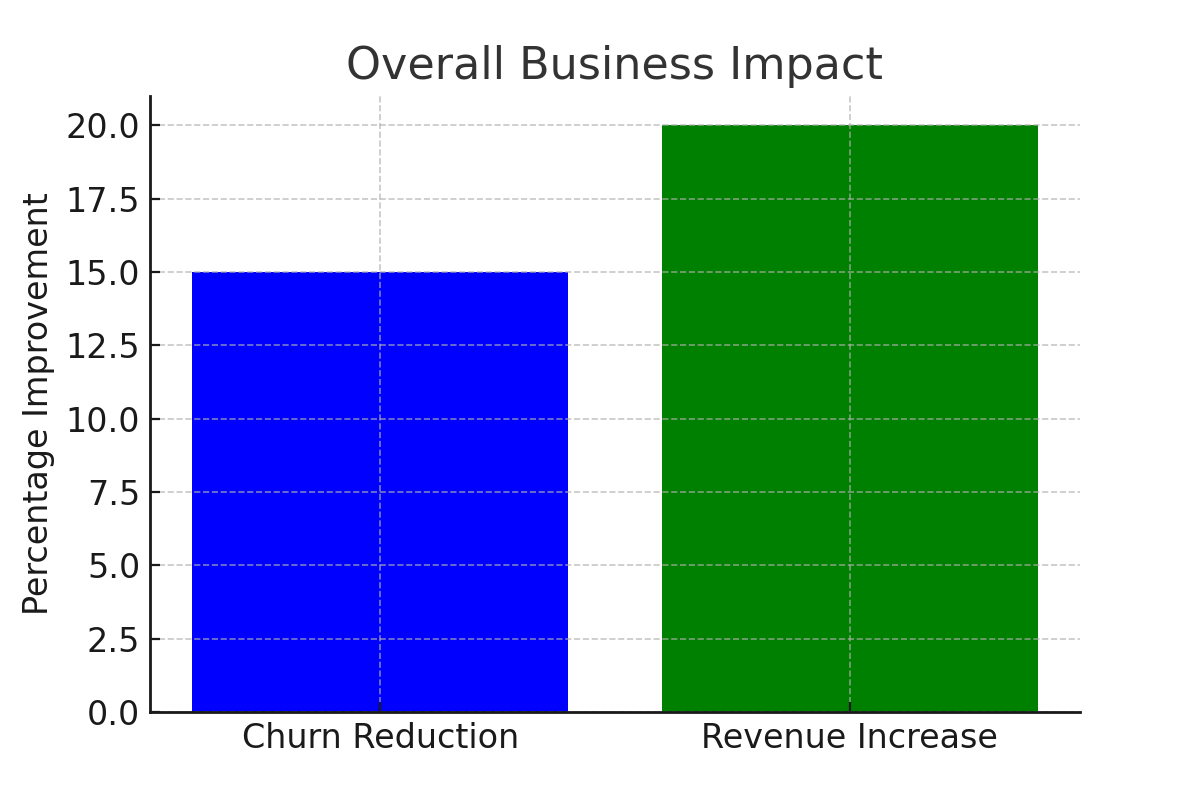 Overall Business Impact
Percentage Improvement
20.0
17.5
15.0
12.5
10.0
7.5
5.0
2.5
0.0
Churn Reduction
Revenue Increase